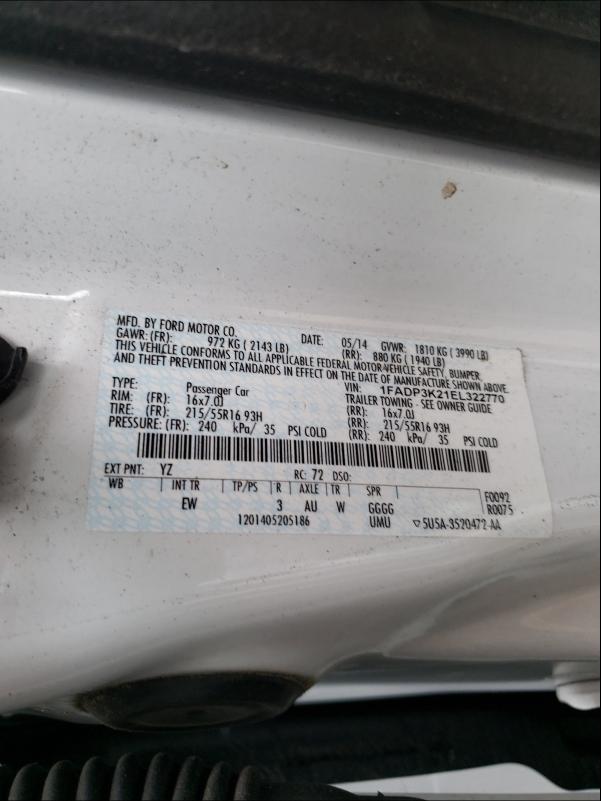 MFD. BY FORD MOTOR CO.
DATE: 05/14 GVWR: 1810 KG ( 3990 LB)
GAWR: (FR): 972 KG ( 2143 LB) (RR): 880 KG ( 1940 LB)
THIS VEHICLE CONFORMS TO ALL APPLICABLE FEDERAL MOTOR VEHICLE SAFETY, BUMPER,
AND THEFT PREVENTION STANDARDS IN EFFECT ON THE DATE OF MANUFACTURE SHOWN ABOVE.
VIN: 1FADP3K21EL322770
TYPE: Passenger Car TRAILER TOWING - SEE OWNER GUIDE
RIM: (FR): 16x7.0J (RR): 16x7.0J
TIRE: (FR): 215/55R16 93H (RR): 215/55R16 93H
PRESSURE: (FR): 240 kPa/ 35 PSI COLD (RR): 240 kPa/ 35 PSI COLD
EXT PNT: YZ RC: 72 DSO:
WB INT TR TP/PS R AXLE TR SPR F0092
EW 3 AU W GGGG R0075
1201405205186 UMU ▽5U5A-3520472-AA